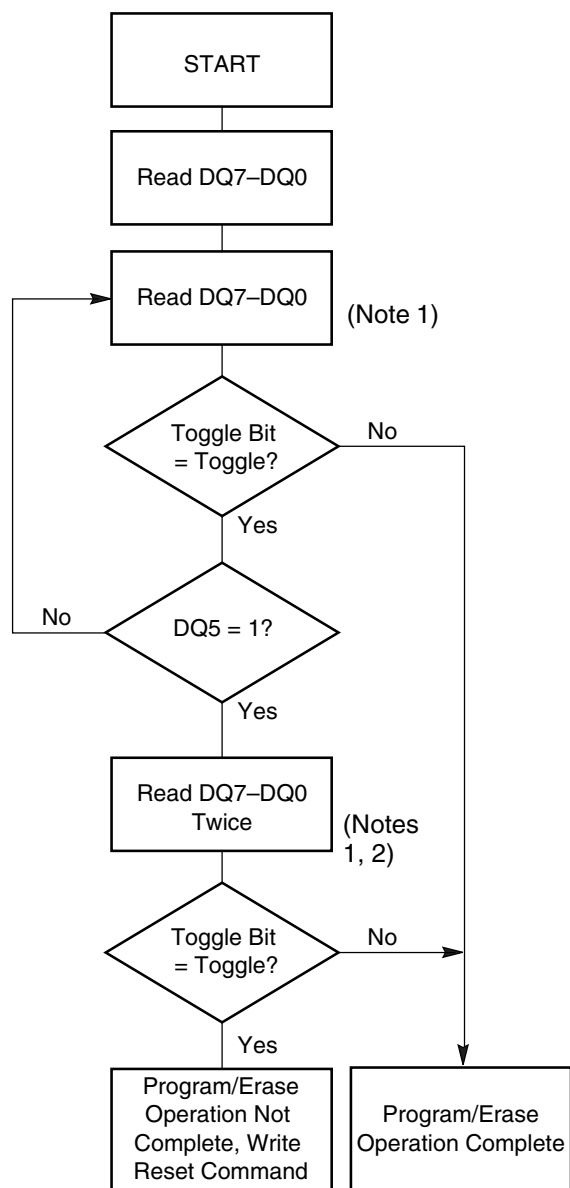 START
Read DQ7–DQ0
Read DQ7–DQ0
(Note 1)
Toggle Bit
= Toggle?
No
Yes
No
DQ5 = 1?
Yes
Read DQ7–DQ0
Twice
(Notes
1, 2)
Toggle Bit
= Toggle?
No
Yes
Program/Erase
Operation Not
Complete, Write
Reset Command
Program/Erase
Operation Complete